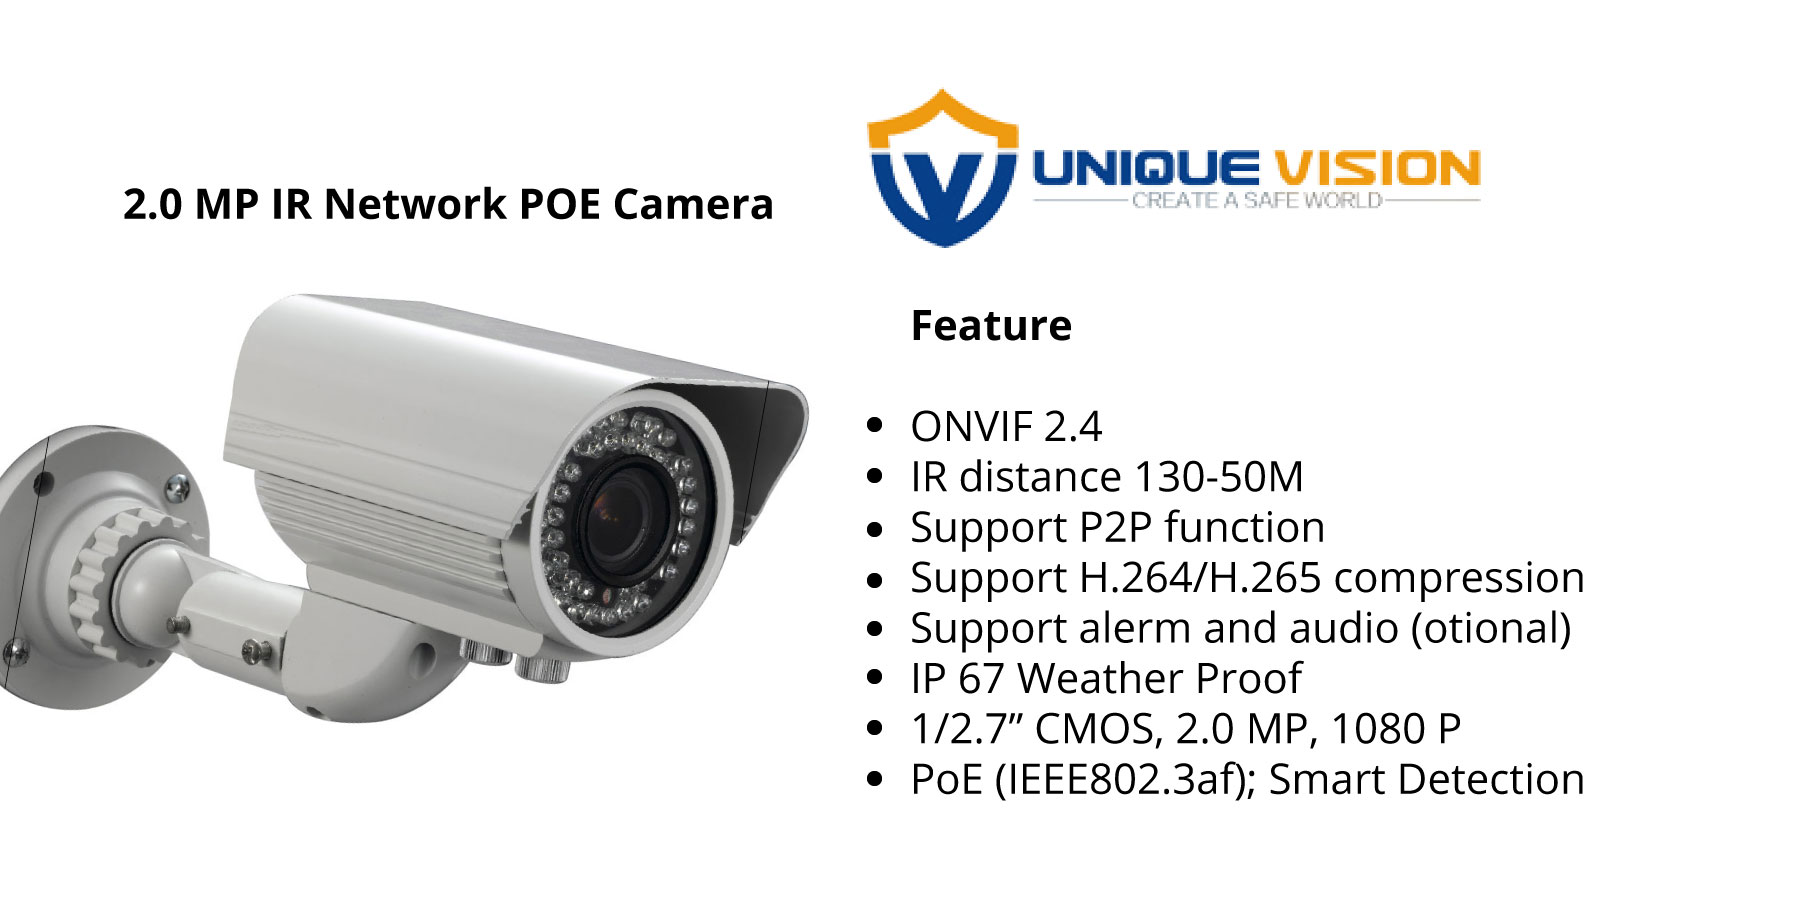 2.0 MP IR Network POE Camera
UNIQUE VISION
CREATE A SAFE WORLD
Feature
• ONVIF 2.4
• IR distance 130-50M
• Support P2P function
• Support H.264/H.265 compression
• Support alerm and audio (otional)
• IP 67 Weather Proof
• 1/2.7” CMOS, 2.0 MP, 1080 P
• PoE (IEEE802.3af); Smart Detection